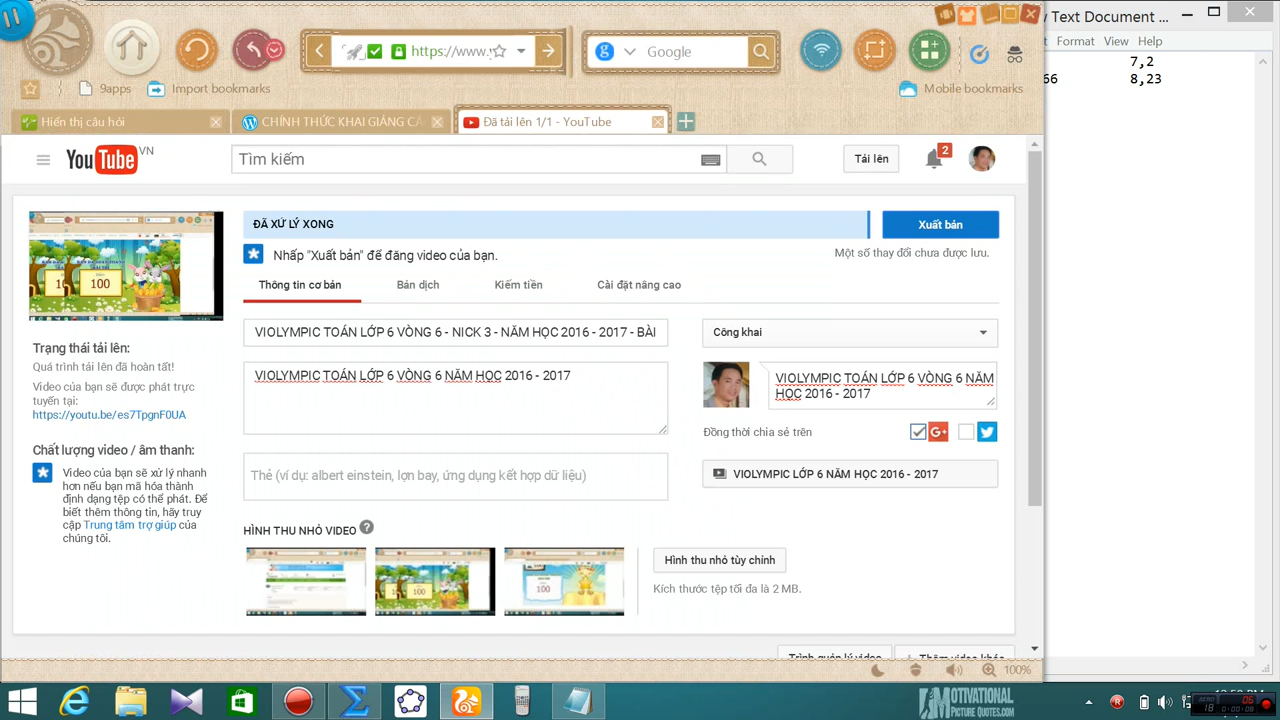 y Text Document ...
https://www.
Google
Format View Help
9apps
Import bookmarks
Mobile bookmarks
7,2
66 8,23
Hiển thị câu hỏi
CHÍNH THỨC KHAI GIẢNG CÁ
Đã tải lên 1/1 - YouTube
YouTube VN
Tìm kiếm
Tải lên
2
ĐÃ XỬ LÝ XONG
Xuất bản
Nhấp "Xuất bản" để đăng video của bạn.
Một số thay đổi chưa được lưu.
Thông tin cơ bản
Bản dịch
Kiếm tiền
Cài đặt nâng cao
100
VIOLYMPIC TOÁN LỚP 6 VÒNG 6 - NICK 3 - NĂM HỌC 2016 - 2017 - BÀI
Công khai
Trạng thái tải lên:
Quá trình tải lên đã hoàn tất!
Video của bạn sẽ được phát trực
tuyến tại:
https://youtu.be/es7TpgnF0UA
VIOLYMPIC TOÁN LỚP 6 VÒNG 6 NĂM HỌC 2016 - 2017
VIOLYMPIC TOÁN LỚP 6 VÒNG 6 NĂM
HỌC 2016 - 2017
Đồng thời chia sẻ trên
Chất lượng video / âm thanh:
Video của bạn sẽ xử lý nhanh
hơn nếu bạn mã hóa thành
định dạng tệp có thể phát. Để
biết thêm thông tin, hãy truy
cập Trung tâm trợ giúp của
chúng tôi.
Thẻ (ví dụ: albert einstein, lợn bay, ứng dụng kết hợp dữ liệu)
VIOLYMPIC LỚP 6 NĂM HỌC 2016 - 2017
HÌNH THU NHỎ VIDEO
100
100
Hình thu nhỏ tùy chỉnh
Kích thước tệp tối đa là 2 MB.
Trình quản lý video
+ Thêm video khác
100%
MOTIVATIONAL
PICTURE QUOTES.COM